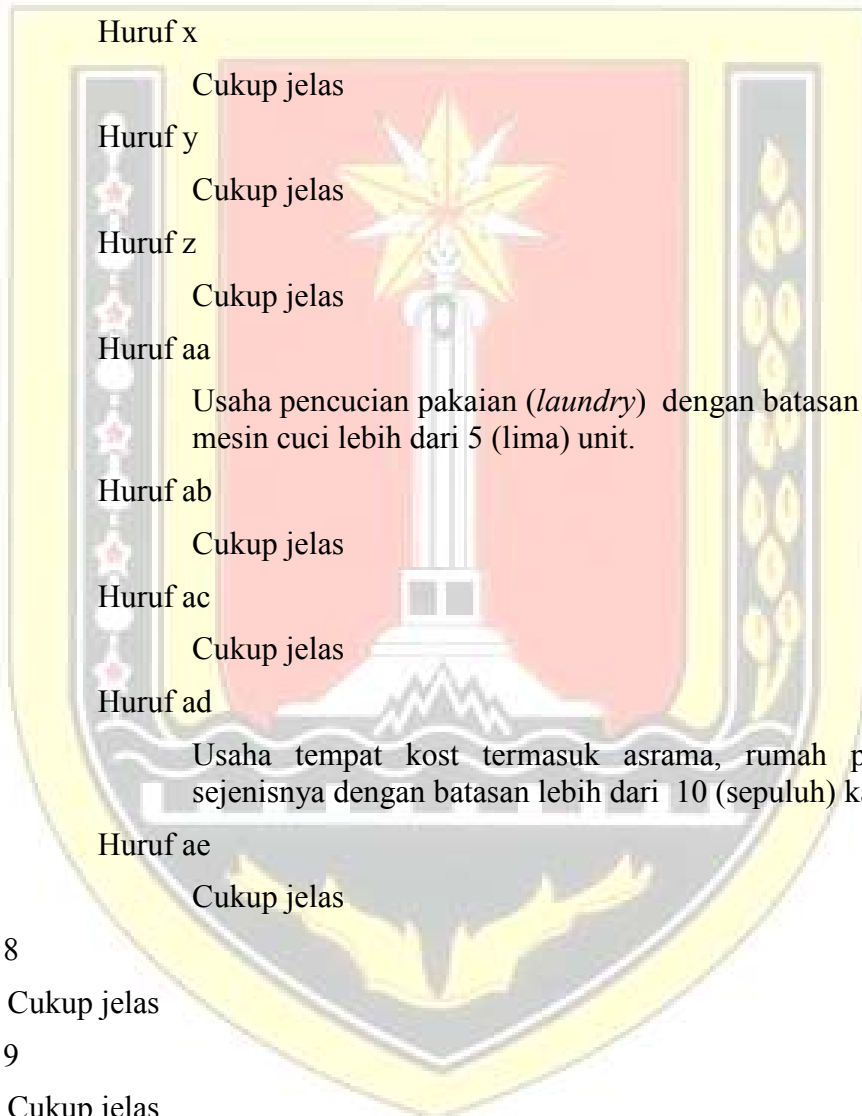 Huruf x
Cukup jelas
Huruf y
Cukup jelas
Huruf z
Cukup jelas
Huruf aa
Usaha pencucian pakaian (laundry) dengan batasan
mesin cuci lebih dari 5 (lima) unit.
Huruf ab
Cukup jelas
Huruf ac
Cukup jelas
Huruf ad
Usaha tempat kost termasuk asrama, rumah
sejenisnya dengan batasan lebih dari 10 (sepuluh)
Huruf ae
Cukup jelas
8
Cukup jelas
9
Cukup jelas